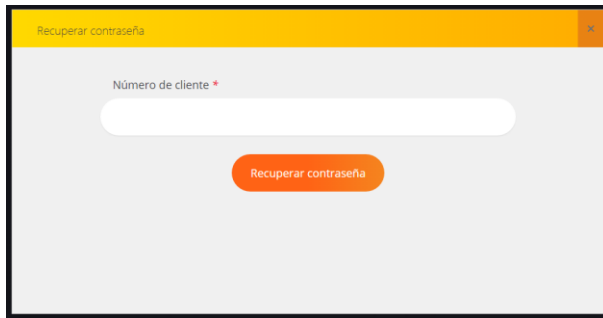 Recuperar contraseña ×
Número de cliente *
Recuperar contraseña